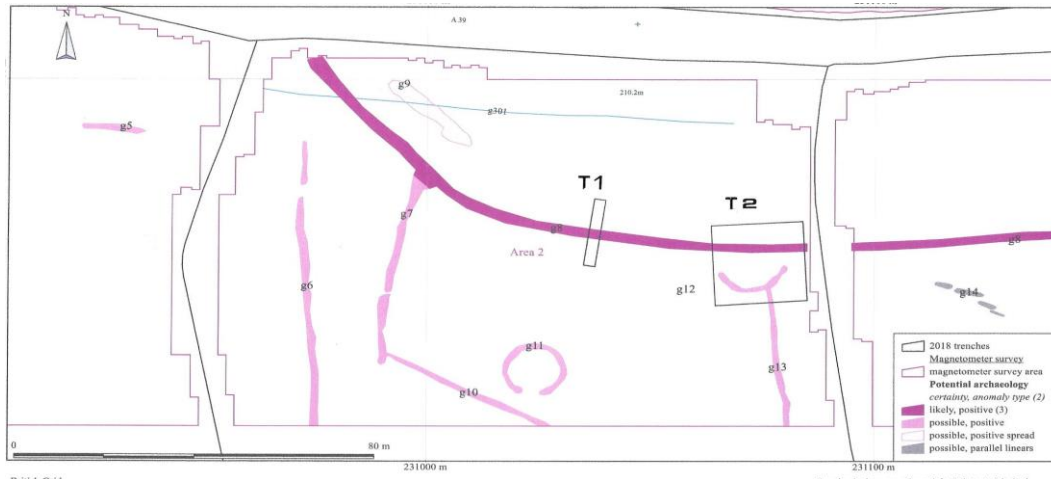 N
A 39
g9
210.2m
g301
g5
T1
T2
g7
g8
g8
Area 2
g6
g12
g14
g11
g13
g10
2018 trenches
Magnetometer survey
magnetometer survey area
Potential archaeology
certainty, anomaly type (2)
likely, positive (3)
possible, positive
possible, positive spread
possible, parallel linears
0
80 m
231000 m
231100 m